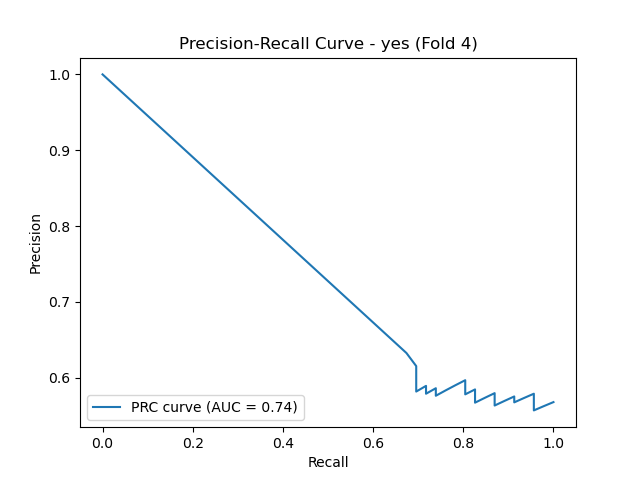 Precision-Recall Curve - yes (Fold 4)
1.0
0.9
0.8
0.7
0.6
Precision
PRC curve (AUC = 0.74)
0.0 0.2 0.4 0.6 0.8 1.0
Recall